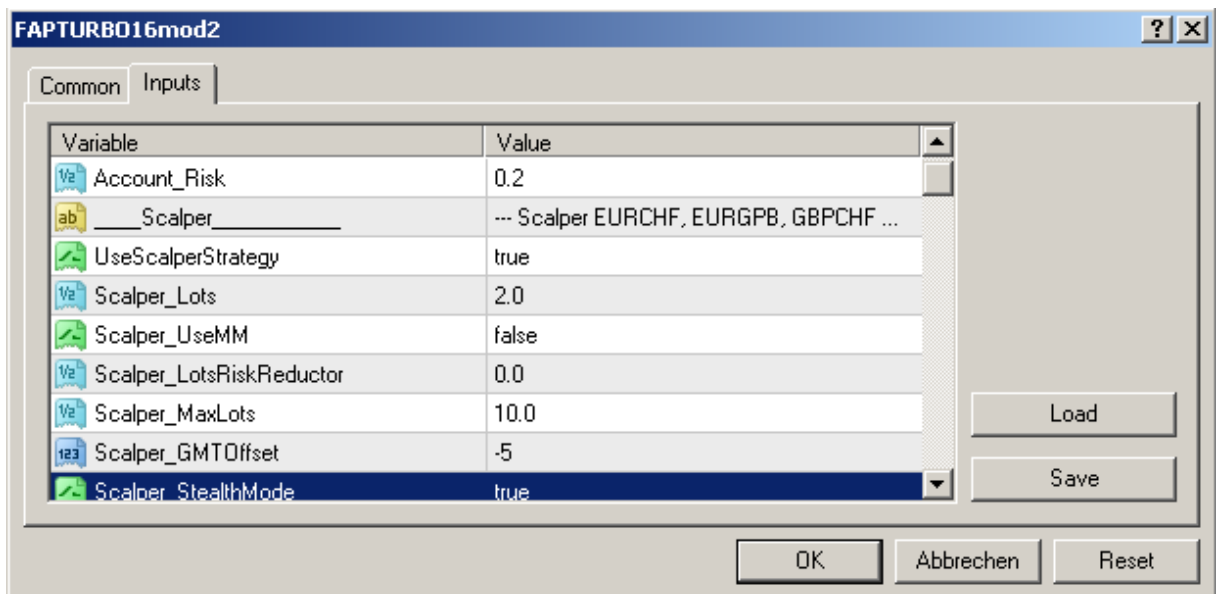 FAPTURBO16mod2
Common Inputs
Variable Value
Account_Risk 0.2
____Scalper___________ --- Scalper EURCHF, EURGPB, GBPCHF ...
UseScalperStrategy true
Scalper_Lots 2.0
Scalper_UseMM false
Scalper_LotsRiskReductor 0.0
Scalper_MaxLots 10.0
Scalper_GMTOffset -5
Scalper_StealthMode true
Load
Save
OK Abbrechen Reset